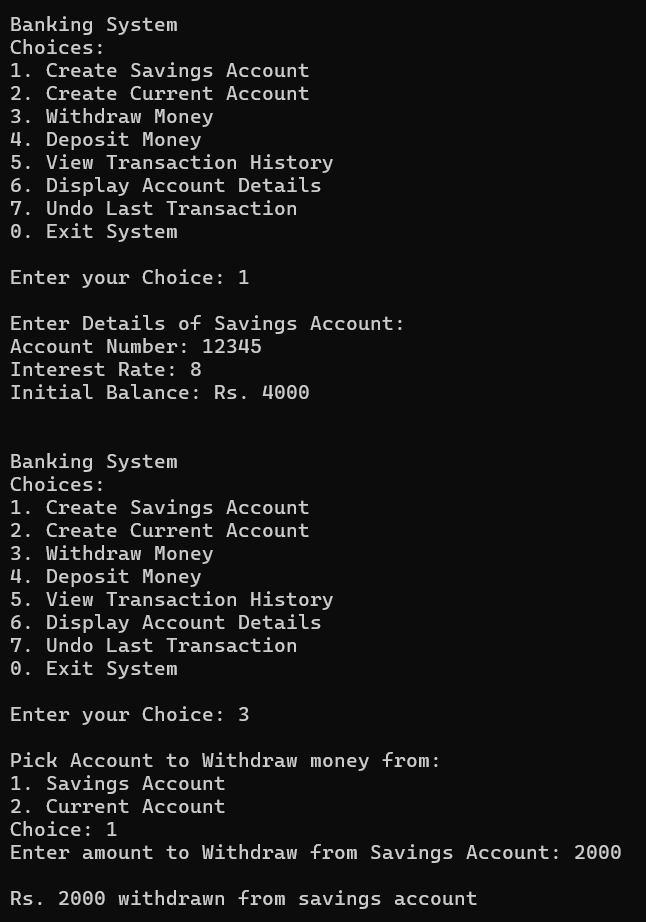 Banking System
Choices:
1. Create Savings Account
2. Create Current Account
3. Withdraw Money
4. Deposit Money
5. View Transaction History
6. Display Account Details
7. Undo Last Transaction
0. Exit System
Enter your Choice: 1
Enter Details of Savings Account:
Account Number: 12345
Interest Rate: 8
Initial Balance: Rs. 4000
Banking System
Choices:
1. Create Savings Account
2. Create Current Account
3. Withdraw Money
4. Deposit Money
5. View Transaction History
6. Display Account Details
7. Undo Last Transaction
0. Exit System
Enter your Choice: 3
Pick Account to Withdraw money from:
1. Savings Account
2. Current Account
Choice: 1
Enter amount to Withdraw from Savings Account: 2000
Rs. 2000 withdrawn from savings account